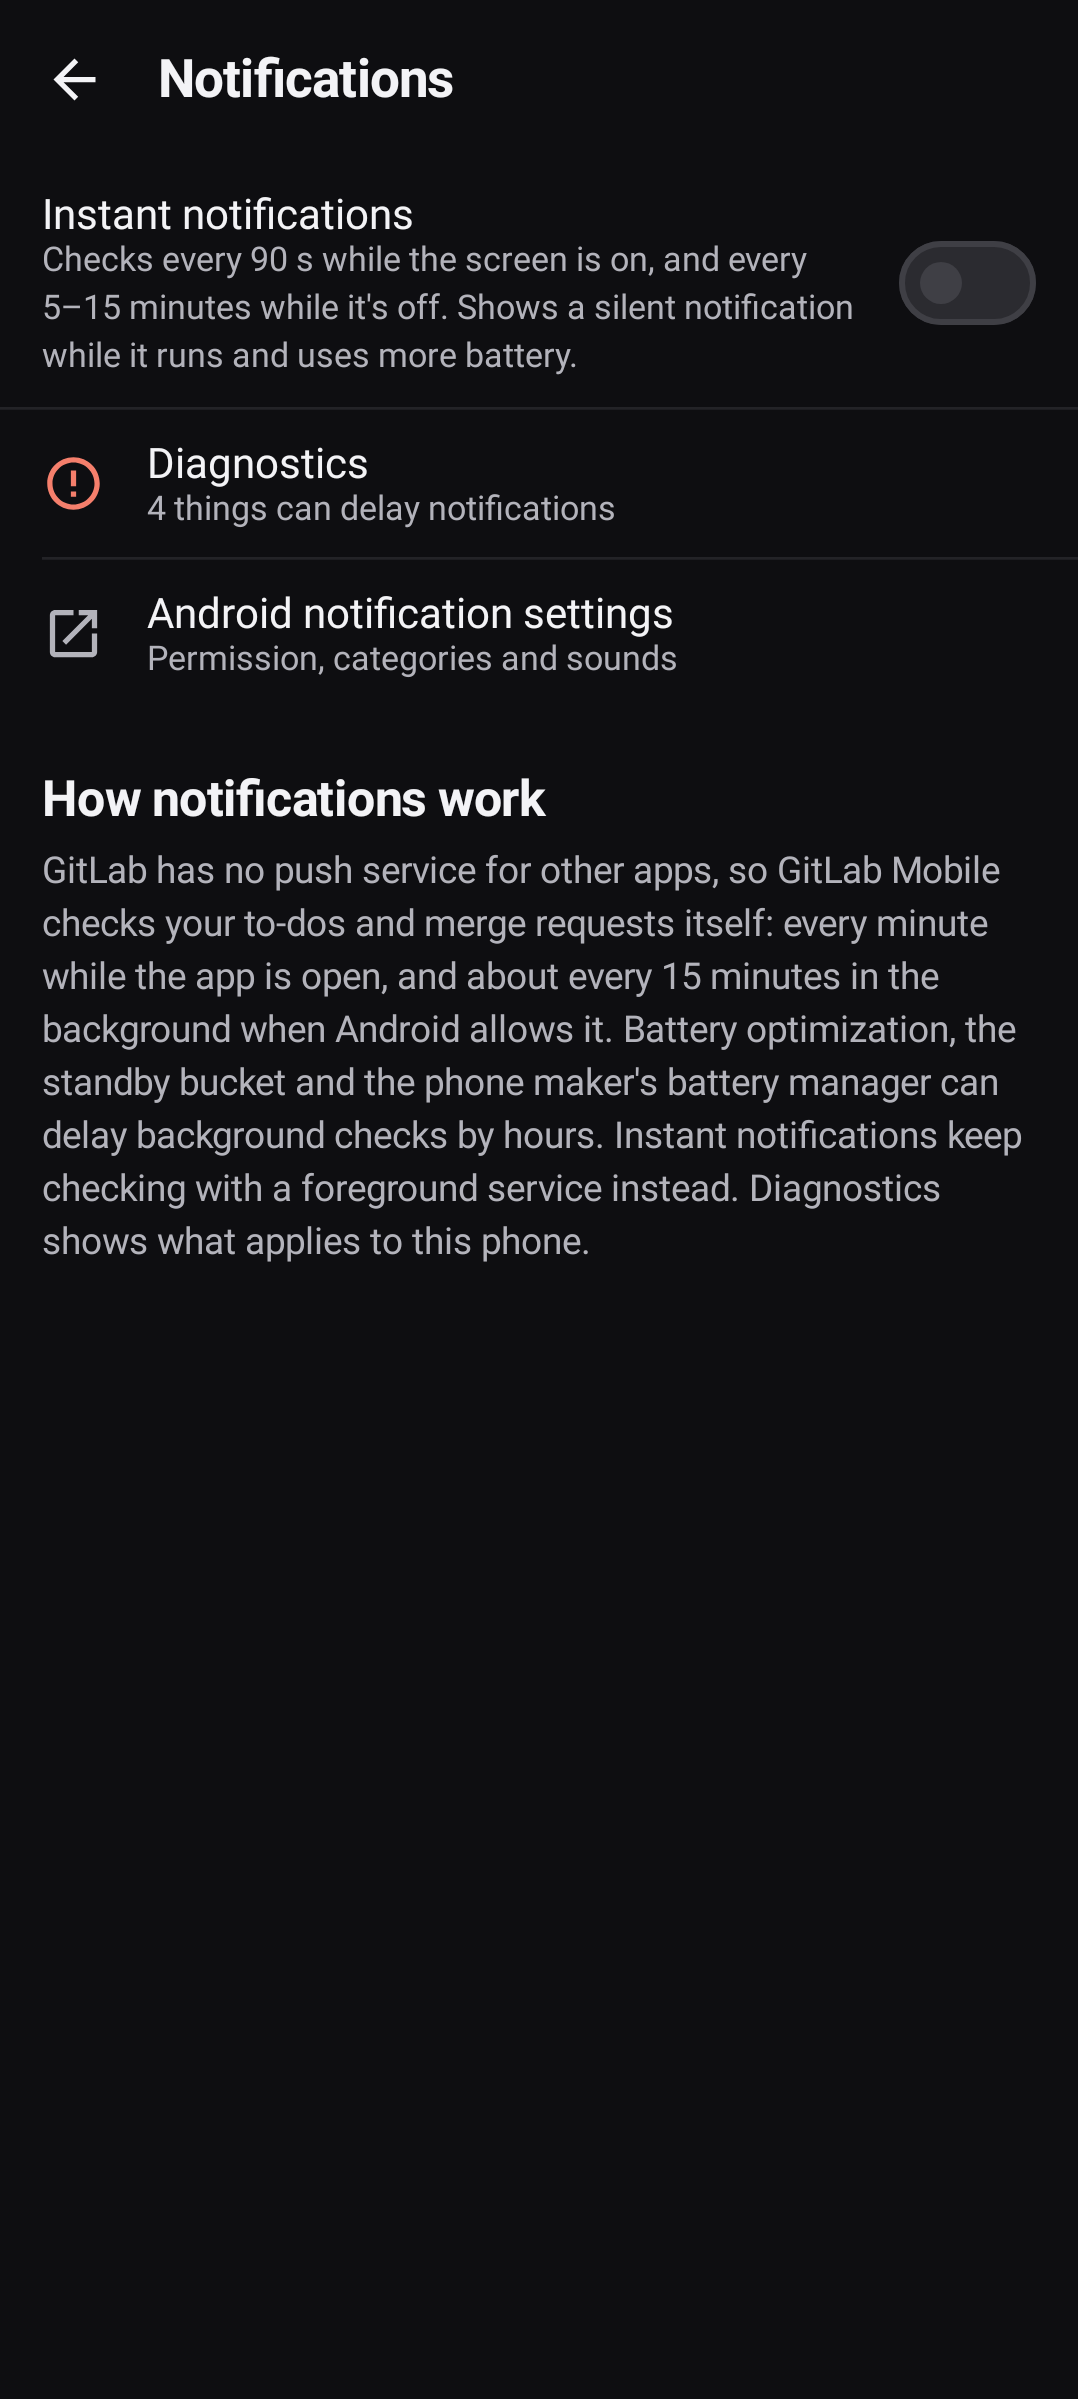 Notifications
Instant notifications
Checks every 90 s while the screen is on, and every
5–15 minutes while it's off. Shows a silent notification
while it runs and uses more battery.
Diagnostics
4 things can delay notifications
Android notification settings
Permission, categories and sounds
How notifications work
GitLab has no push service for other apps, so GitLab Mobile
checks your to-dos and merge requests itself: every minute
while the app is open, and about every 15 minutes in the
background when Android allows it. Battery optimization, the
standby bucket and the phone maker's battery manager can
delay background checks by hours. Instant notifications keep
checking with a foreground service instead. Diagnostics
shows what applies to this phone.